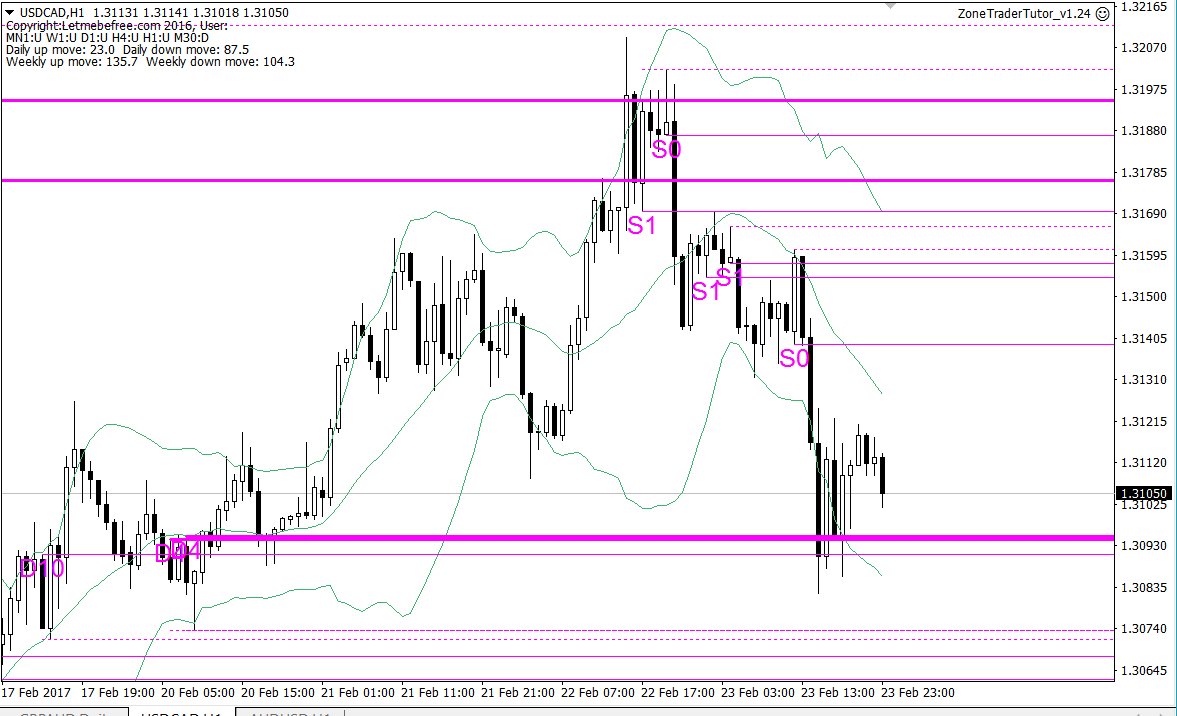 USDCAD,H1 1.31131 1.31141 1.31018 1.31050
ZoneTraderTutor_v1.24
Copyright:Letmebefree.com 2016, User:
MN1:U W1:U D1:U H4:U H1:U M30:D
Daily up move: 23.0 Daily down move: 87.5
Weekly up move: 135.7 Weekly down move: 104.3
1.32165
1.32070
1.31975
1.31880
1.31785
1.31690
1.31595
1.31500
1.31405
1.31310
1.31215
1.31120
1.31050
1.31025
1.30930
1.30835
1.30740
1.30645
S0
S1
S1
S1
S0
D10
17 Feb 2017
17 Feb 19:00
20 Feb 05:00
20 Feb 15:00
21 Feb 01:00
21 Feb 11:00
21 Feb 21:00
22 Feb 07:00
22 Feb 17:00
23 Feb 03:00
23 Feb 13:00
23 Feb 23:00